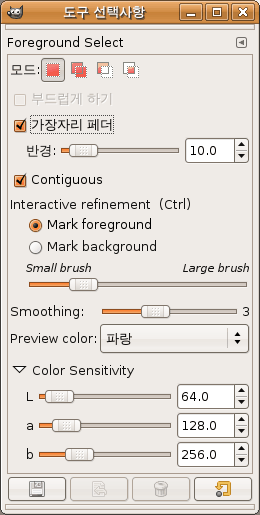 도구 선택사항
Foreground Select
모드:
부드럽게 하기
가장자리 페더
반경: 10.0
Contiguous
Interactive refinement  (Ctrl)
Mark foreground
Mark background
Small brush Large brush
Smoothing: 3
Preview color: 파랑
Color Sensitivity
L 64.0
a 128.0
b 256.0